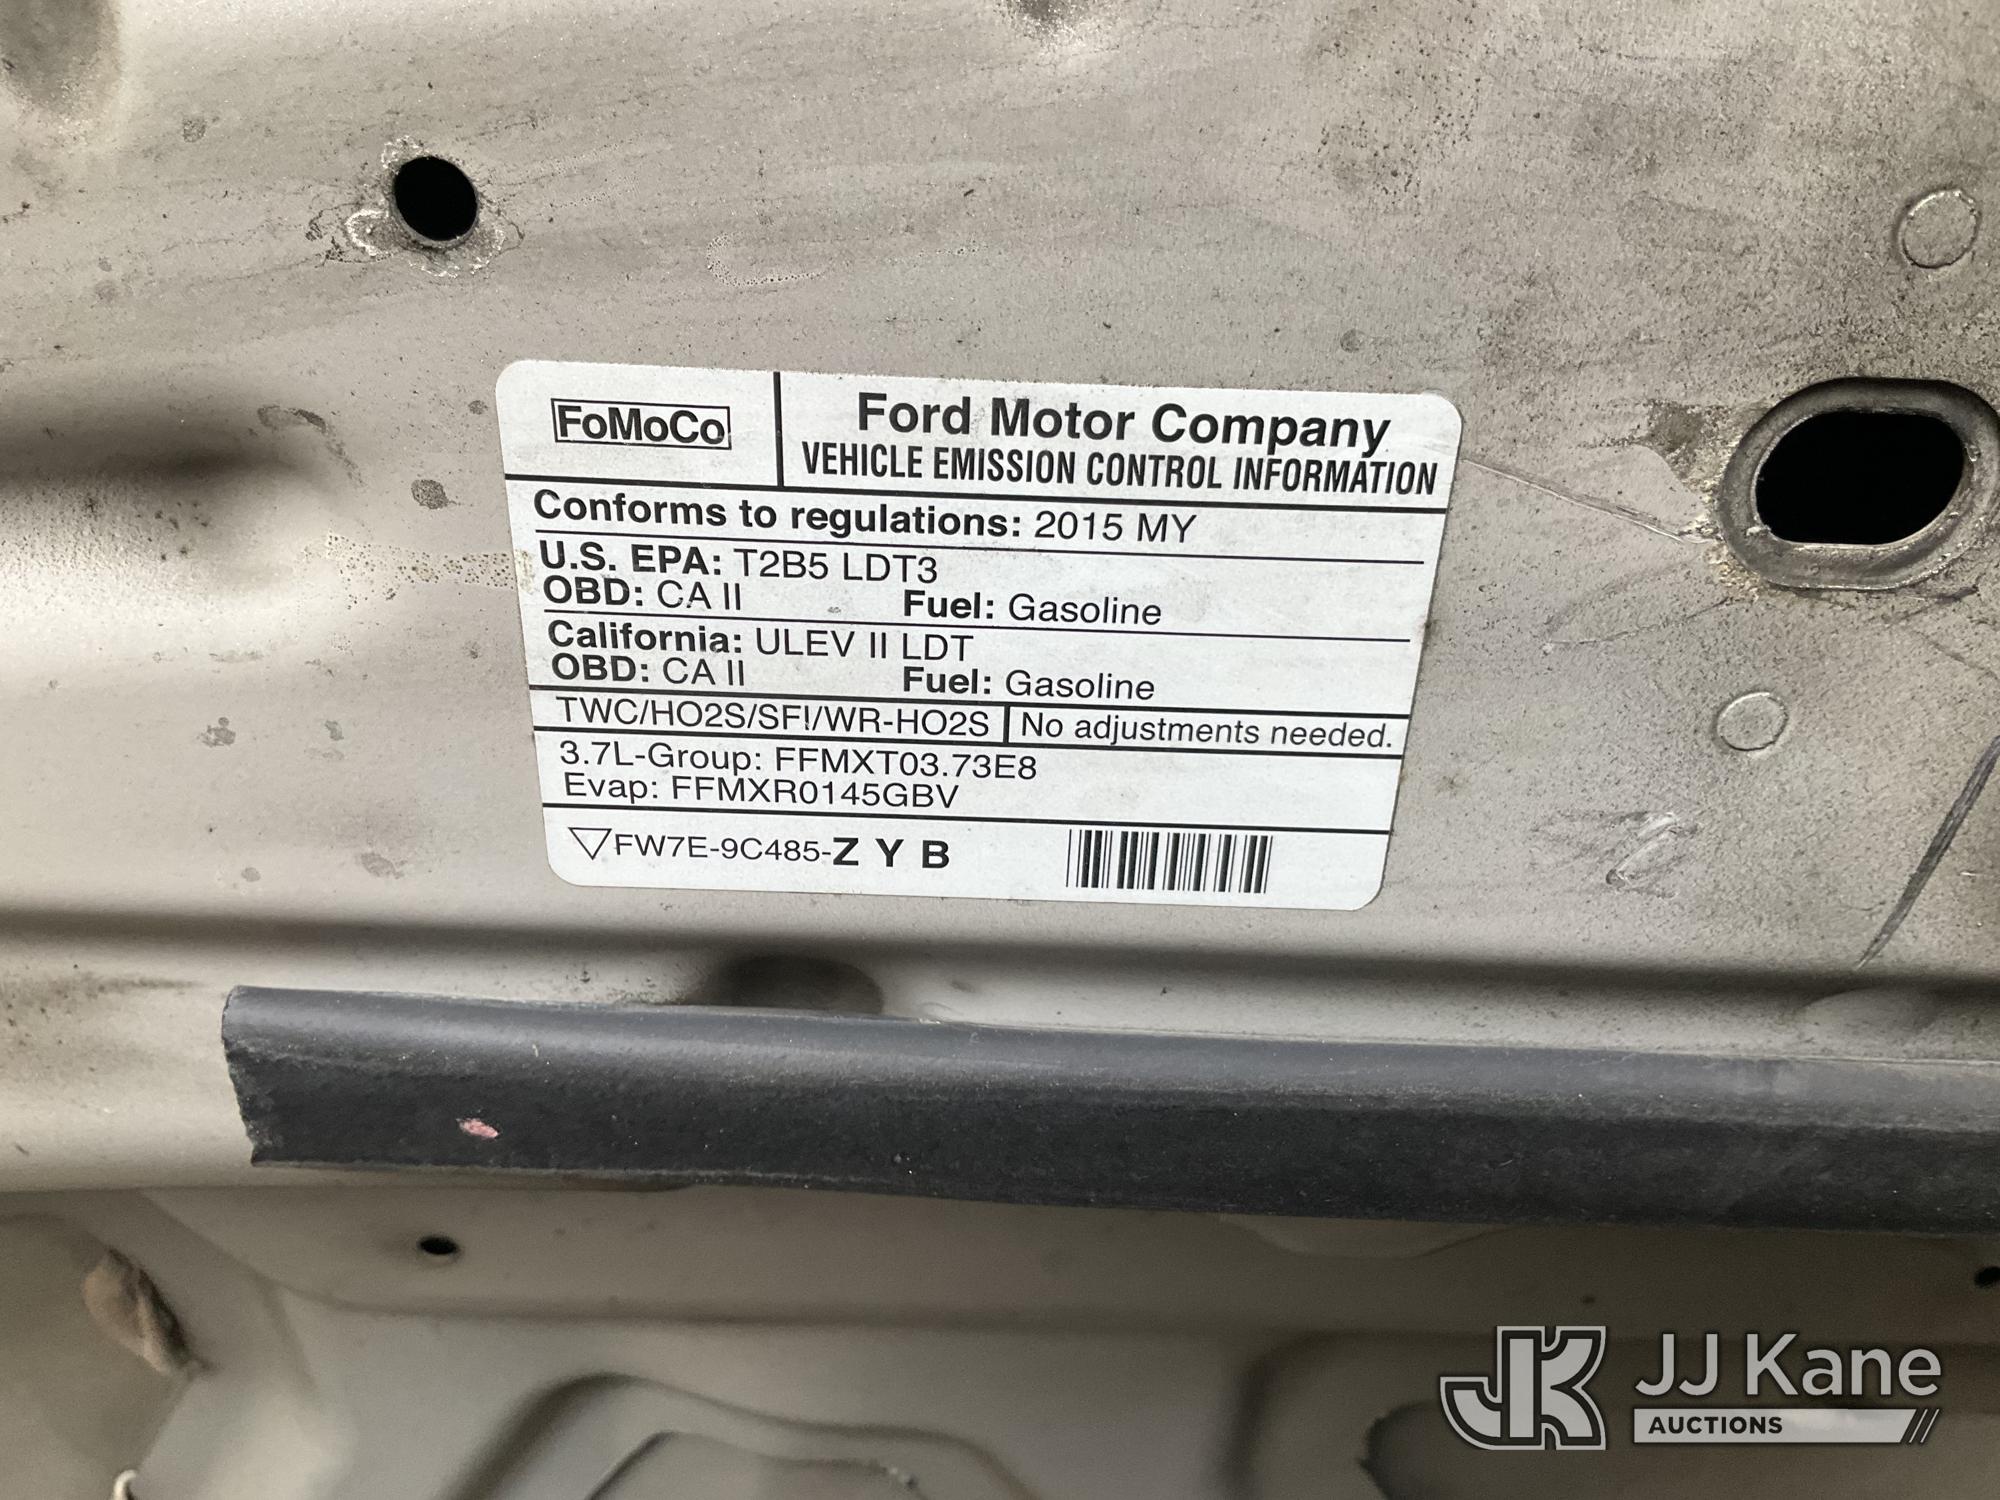 FoMoCo
Ford Motor Company
VEHICLE EMISSION CONTROL INFORMATION
Conforms to regulations: 2015 MY
U.S. EPA: T2B5 LDT3
OBD: CA II Fuel: Gasoline
California: ULEV II LDT
OBD: CA II Fuel: Gasoline
TWC/HO2S/SFI/WR-HO2S No adjustments needed.
3.7L-Group: FFMXT03.73E8
Evap: FFMXR0145GBV
FW7E-9C485-Z Y B
JK JJ Kane
AUCTIONS